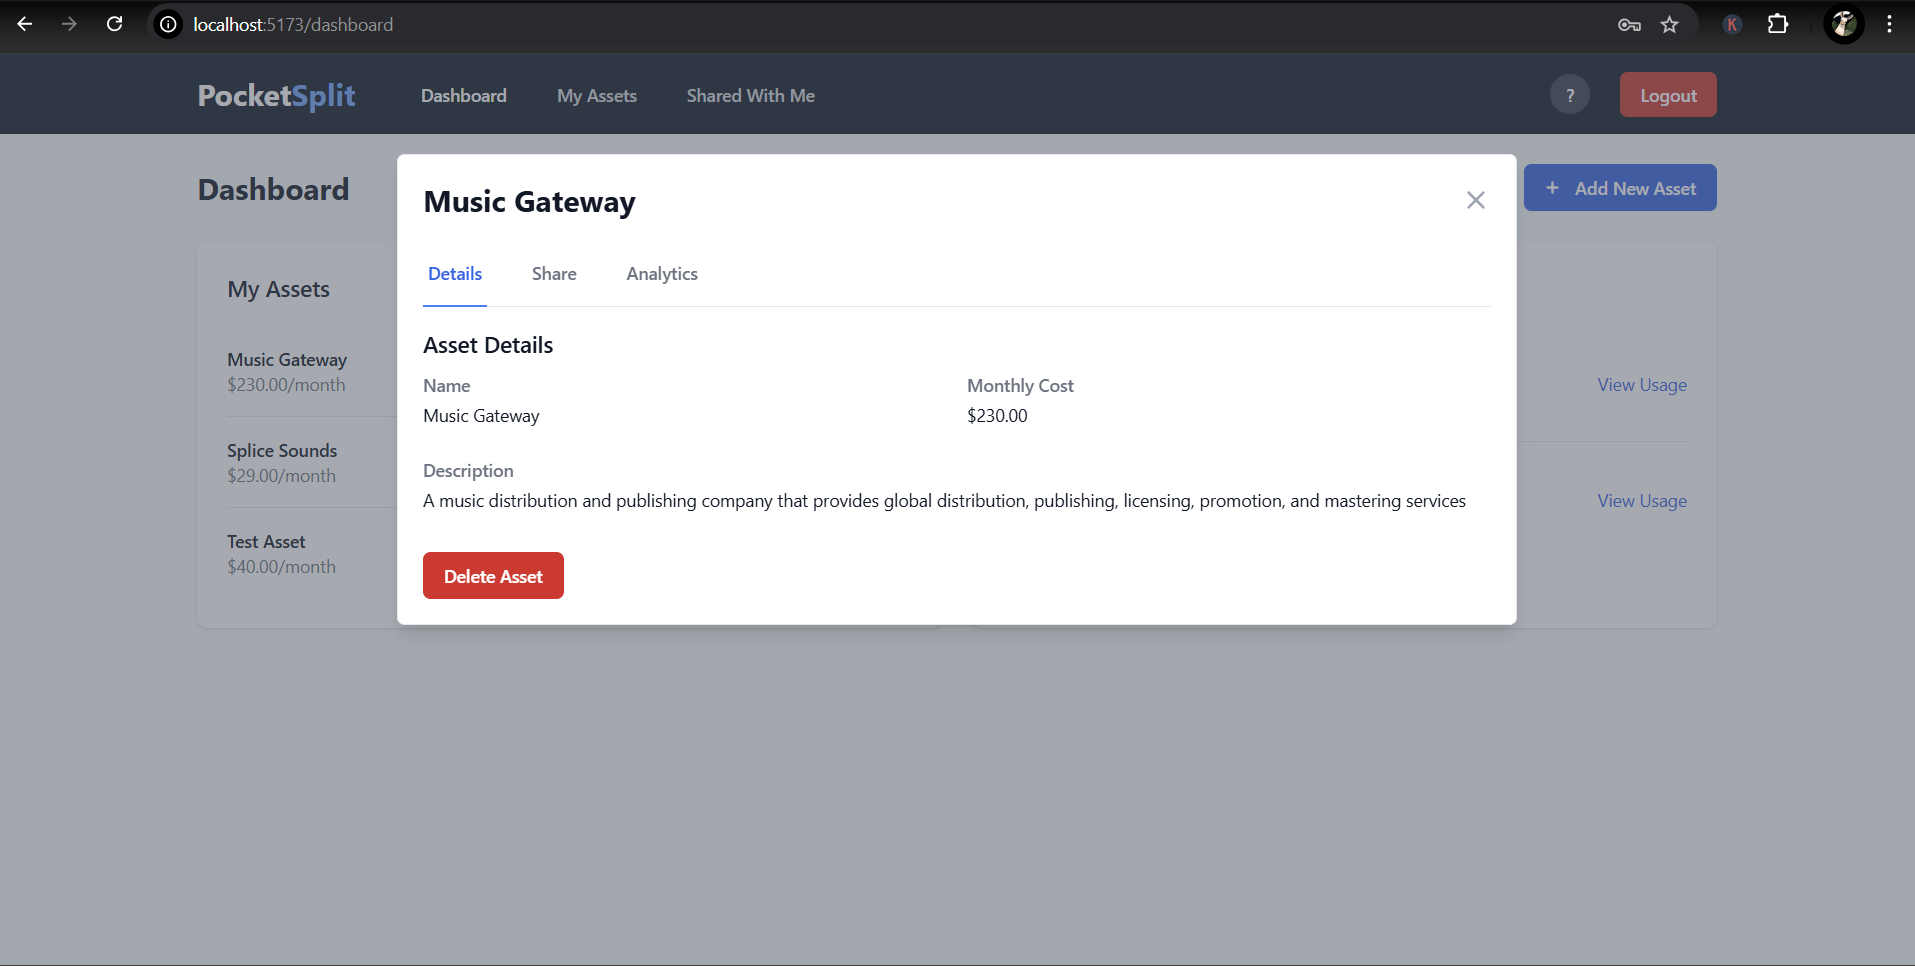 localhost:5173/dashboard
K
PocketSplit
Dashboard
My Assets
Shared With Me
?
Logout
Dashboard
+ Add New Asset
My Assets
Music Gateway
$230.00/month
Splice Sounds
$29.00/month
Test Asset
$40.00/month
Music Gateway
Details
Share
Analytics
Asset Details
Name
Music Gateway
Monthly Cost
$230.00
Description
A music distribution and publishing company that provides global distribution, publishing, licensing, promotion, and mastering services
Delete Asset
View Usage
View Usage